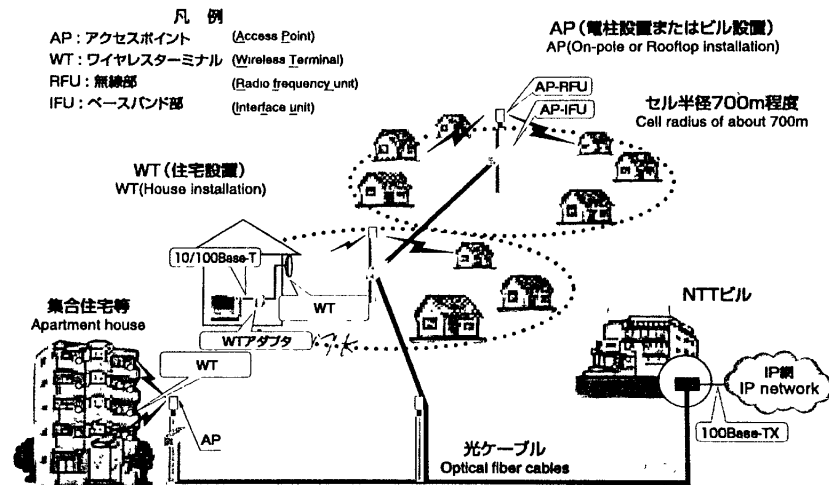 凡 例
AP：アクセスポイント (Access Point)
WT：ワイヤレスターミナル (Wireless Terminal)
RFU：無線部 (Radio frequency unit)
IFU：ベースバンド部 (Interface unit)
AP（電柱設置またはビル設置）
AP(On-pole or Rooftop installation)
AP-RFU
AP-IFU
セル半径700m程度
Cell radius of about 700m
WT（住宅設置）
WT(House installation)
10/100Base-T
WT
WTアダプタ
集合住宅等
Apartment house
WT
AP
NTTビル
IP網
IP network
100Base-TX
光ケーブル
Optical fiber cables